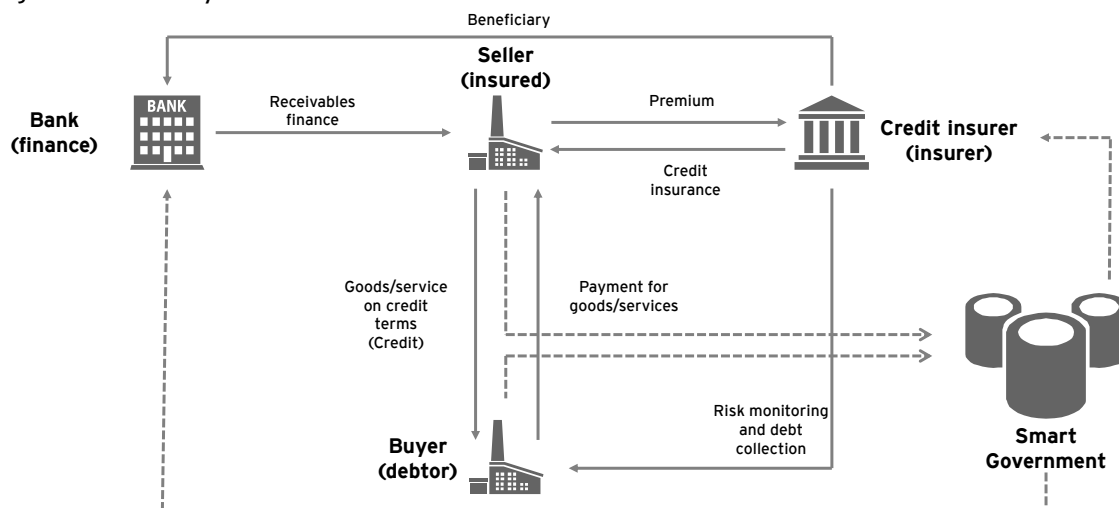 Beneficiary
Seller
(insured)
BANK
Bank
(finance)
Receivables
finance
Premium
Credit insurer
(insurer)
Credit
insurance
Goods/service
on credit
terms
(Credit)
Payment for
goods/services
Risk monitoring
and debt
collection
Buyer
(debtor)
Smart
Government